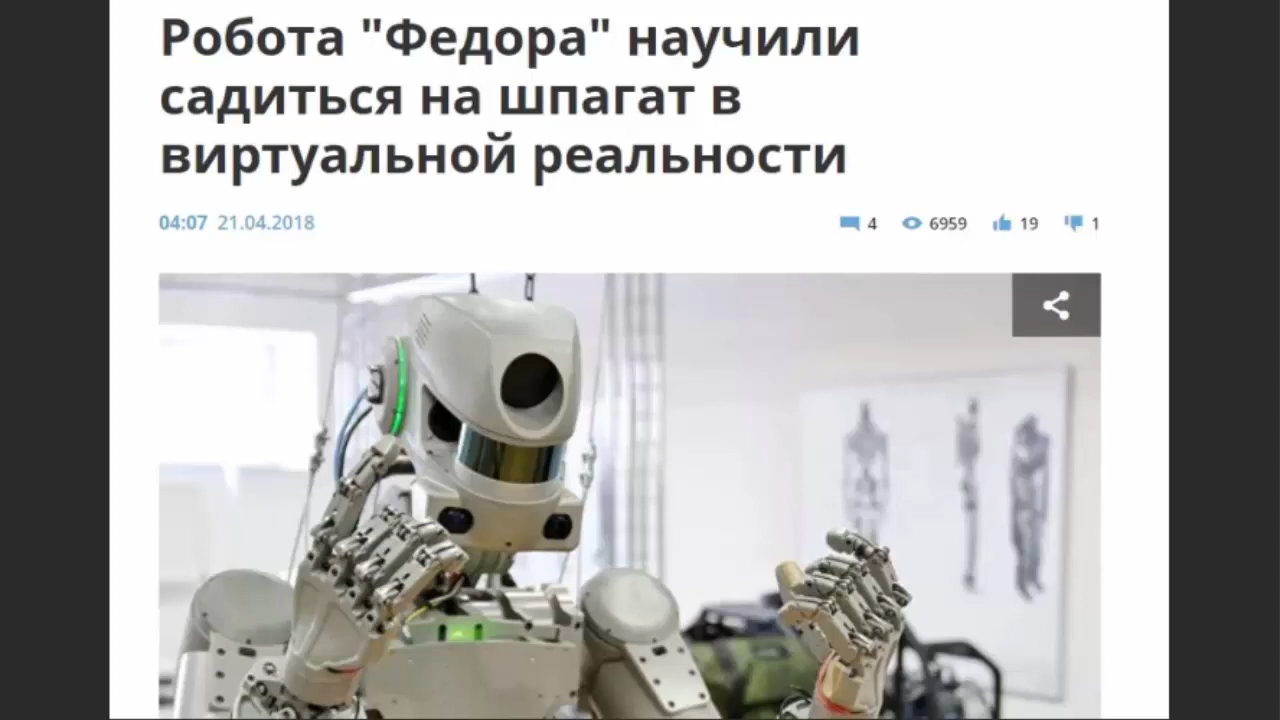 Робота "Федора" научили
садиться на шпагат в
виртуальной реальности
04:07 21.04.2018
4 6959 19 1